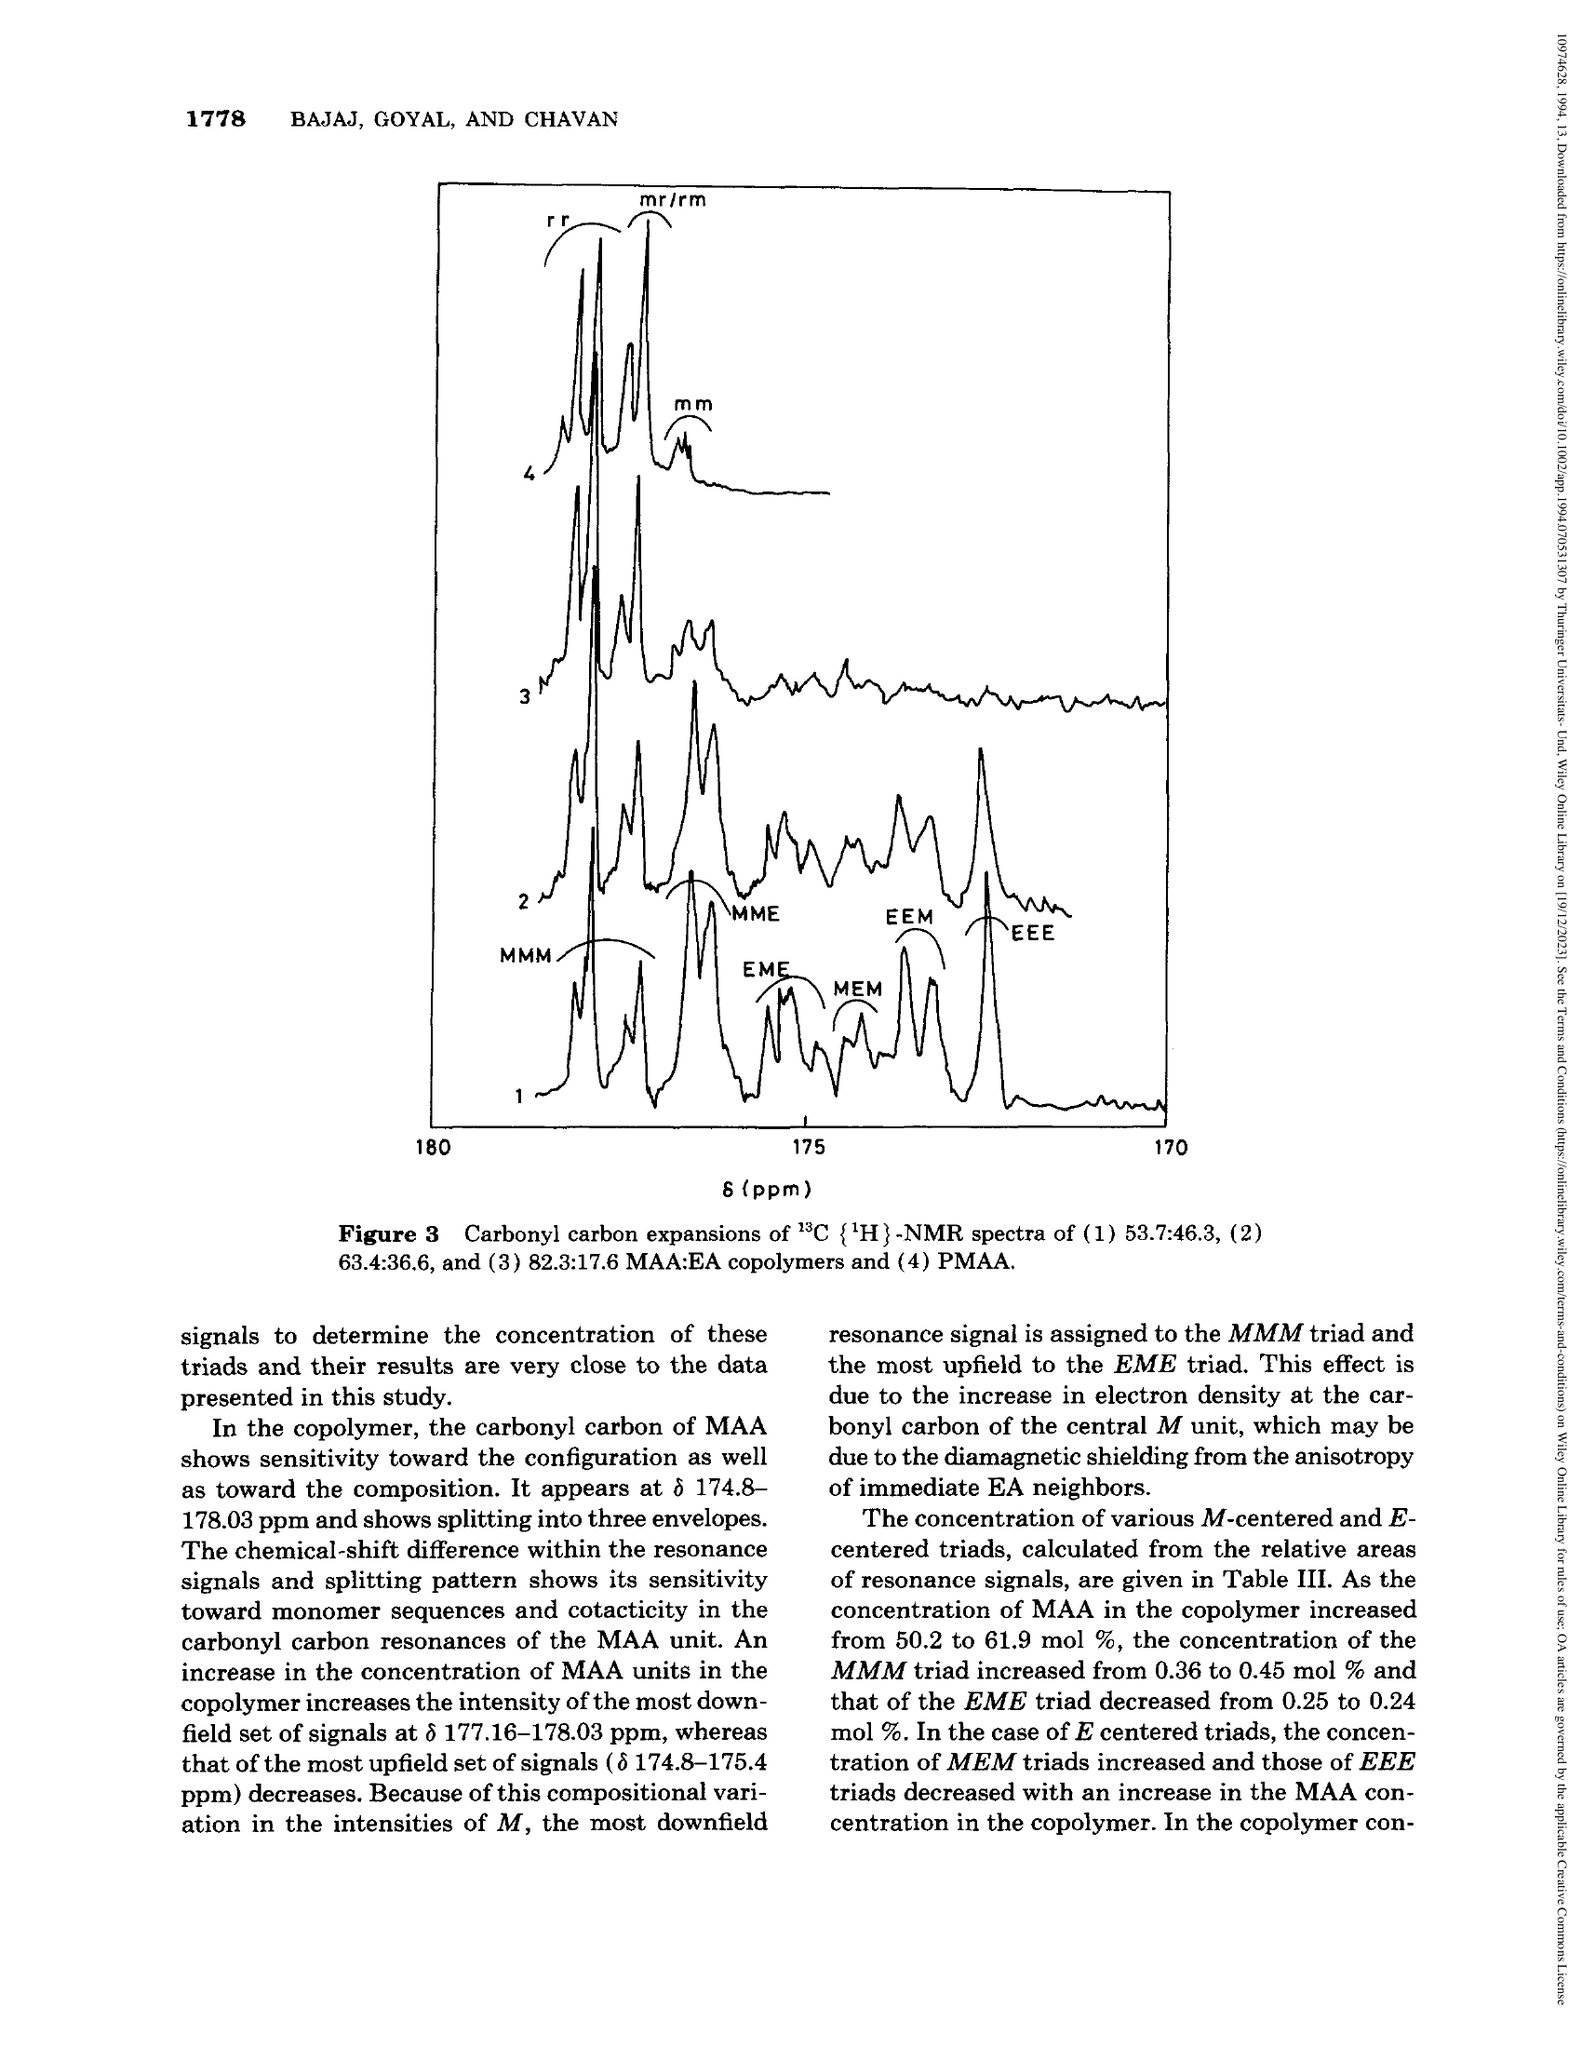 1778 BAJAJ, GOYAL, AND CHAVAN
rr
mr/rm
mm
4
3
2
MME
EEM
EEE
MMM
EME
MEM
1
180 175 170
δ (ppm)
Figure 3 Carbonyl carbon expansions of ¹³C {¹H}-NMR spectra of (1) 53.7:46.3, (2)
63.4:36.6, and (3) 82.3:17.6 MAA:EA copolymers and (4) PMAA.
signals to determine the concentration of these
triads and their results are very close to the data
presented in this study.
In the copolymer, the carbonyl carbon of MAA
shows sensitivity toward the configuration as well
as toward the composition. It appears at δ 174.8–
178.03 ppm and shows splitting into three envelopes.
The chemical-shift difference within the resonance
signals and splitting pattern shows its sensitivity
toward monomer sequences and cotacticity in the
carbonyl carbon resonances of the MAA unit. An
increase in the concentration of MAA units in the
copolymer increases the intensity of the most down-
field set of signals at δ 177.16–178.03 ppm, whereas
that of the most upfield set of signals (δ 174.8–175.4
ppm) decreases. Because of this compositional vari-
ation in the intensities of M, the most downfield
resonance signal is assigned to the MMM triad and
the most upfield to the EME triad. This effect is
due to the increase in electron density at the car-
bonyl carbon of the central M unit, which may be
due to the diamagnetic shielding from the anisotropy
of immediate EA neighbors.
The concentration of various M-centered and E-
centered triads, calculated from the relative areas
of resonance signals, are given in Table III. As the
concentration of MAA in the copolymer increased
from 50.2 to 61.9 mol %, the concentration of the
MMM triad increased from 0.36 to 0.45 mol % and
that of the EME triad decreased from 0.25 to 0.24
mol %. In the case of E centered triads, the concen-
tration of MEM triads increased and those of EEE
triads decreased with an increase in the MAA con-
centration in the copolymer. In the copolymer con-
10974628, 1994, 13, Downloaded from https://onlinelibrary.wiley.com/doi/10.1002/app.1994.070531307 by Thuringer Universitats- Und, Wiley Online Library on [19/12/2023]. See the Terms and Conditions (https://onlinelibrary.wiley.com/terms-and-conditions) on Wiley Online Library for rules of use; OA articles are governed by the applicable Creative Commons License